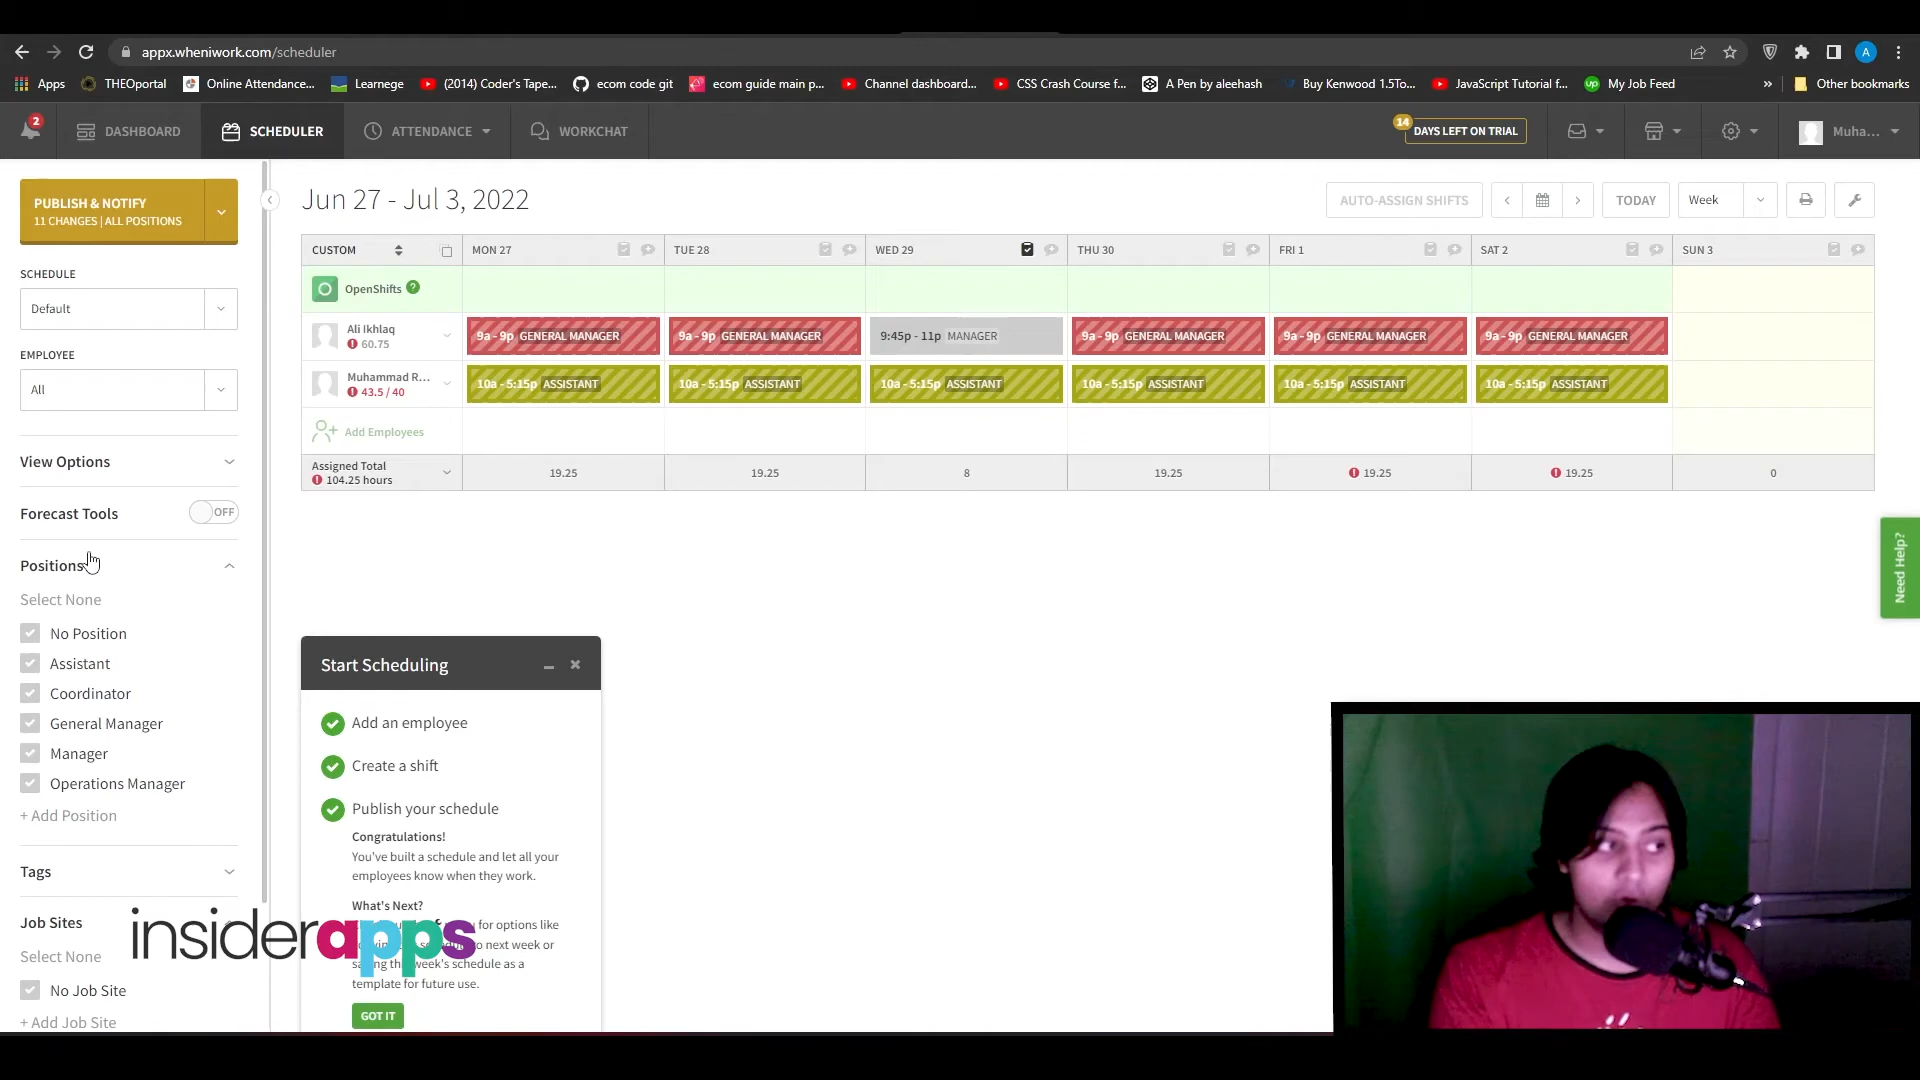 appx.wheniwork.com/scheduler
Apps
THEOportal
Online Attendance...
Learnege
(2014) Coder's Tape...
ecom code git
ecom guide main p...
Channel dashboard...
CSS Crash Course f...
A Pen by aleehash
Buy Kenwood 1.5To...
JavaScript Tutorial f...
My Job Feed
»
Other bookmarks
A
2
DASHBOARD
SCHEDULER
ATTENDANCE
WORKCHAT
14
DAYS LEFT ON TRIAL
Muha...
PUBLISH & NOTIFY
11 CHANGES | ALL POSITIONS
Jun 27 - Jul 3, 2022
AUTO-ASSIGN SHIFTS
TODAY
Week
SCHEDULE
Default
EMPLOYEE
All
View Options
Forecast Tools
OFF
Positions
Select None
No Position
Assistant
Coordinator
General Manager
Manager
Operations Manager
+ Add Position
Tags
Job Sites
Select None
No Job Site
+ Add Job Site
CUSTOM
MON 27
TUE 28
WED 29
THU 30
FRI 1
SAT 2
SUN 3
OpenShifts ?
Ali Ikhlaq
60.75
9a - 9p GENERAL MANAGER
9a - 9p GENERAL MANAGER
9:45p - 11p MANAGER
9a - 9p GENERAL MANAGER
9a - 9p GENERAL MANAGER
9a - 9p GENERAL MANAGER
Muhammad R...
43.5 / 40
10a - 5:15p ASSISTANT
10a - 5:15p ASSISTANT
10a - 5:15p ASSISTANT
10a - 5:15p ASSISTANT
10a - 5:15p ASSISTANT
10a - 5:15p ASSISTANT
Add Employees
Assigned Total
104.25 hours
19.25
19.25
8
19.25
19.25
19.25
0
Need Help?
Start Scheduling
Add an employee
Create a shift
Publish your schedule
Congratulations!
You've built a schedule and let all your
employees know when they work.
What's Next?
for options like
to next week or
week's schedule as a
template for future use.
GOT IT
insiderapps